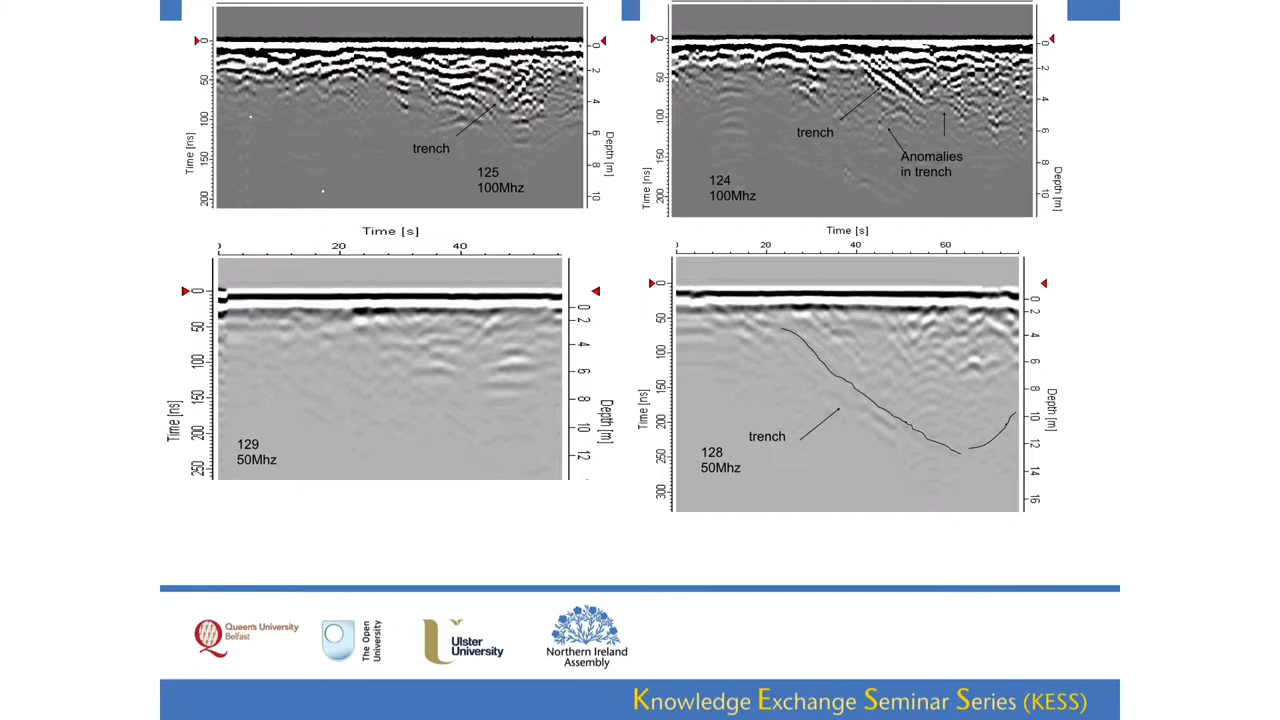 0
50
100
150
200
Time [ns]
0
2
4
6
8
10
Depth [m]
trench
125
100Mhz
0
50
100
150
200
Time [ns]
0
2
4
6
8
10
Depth [m]
trench
Anomalies
in trench
124
100Mhz
Time [s]
20
40
0
50
100
150
200
250
Time [ns]
0
2
4
6
8
10
12
Depth [m]
129
50Mhz
Time [s]
20
40
60
0
50
100
150
200
250
300
Time [ns]
0
2
4
6
8
10
12
14
16
Depth [m]
trench
128
50Mhz
Queen's University
Belfast
The Open
University
Ulster
University
Northern Ireland
Assembly
Knowledge Exchange Seminar Series (KESS)